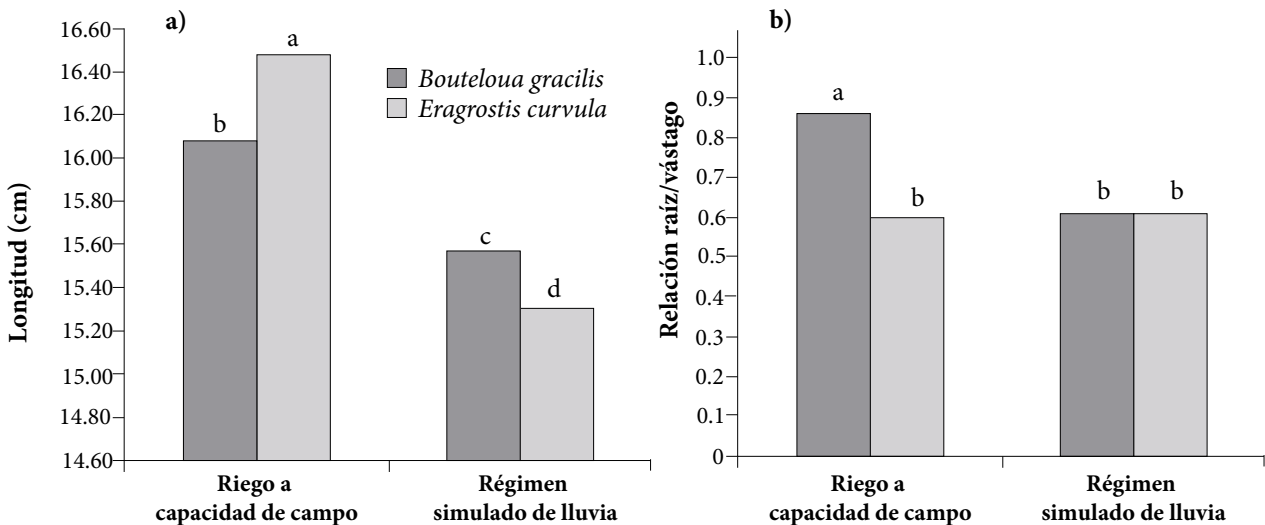 a)
Longitud (cm)
16.60
16.40
16.20
16.00
15.80
15.60
15.40
15.20
15.00
14.80
14.60
b
a
c
d
Bouteloua gracilis
Eragrostis curvula
Riego a
capacidad de campo
Régimen
simulado de lluvia
b)
Relación raíz/vástago
1.0
0.9
0.8
0.7
0.6
0.5
0.4
0.3
0.2
0.1
0
a
b
b
b
Riego a
capacidad de campo
Régimen
simulado de lluvia